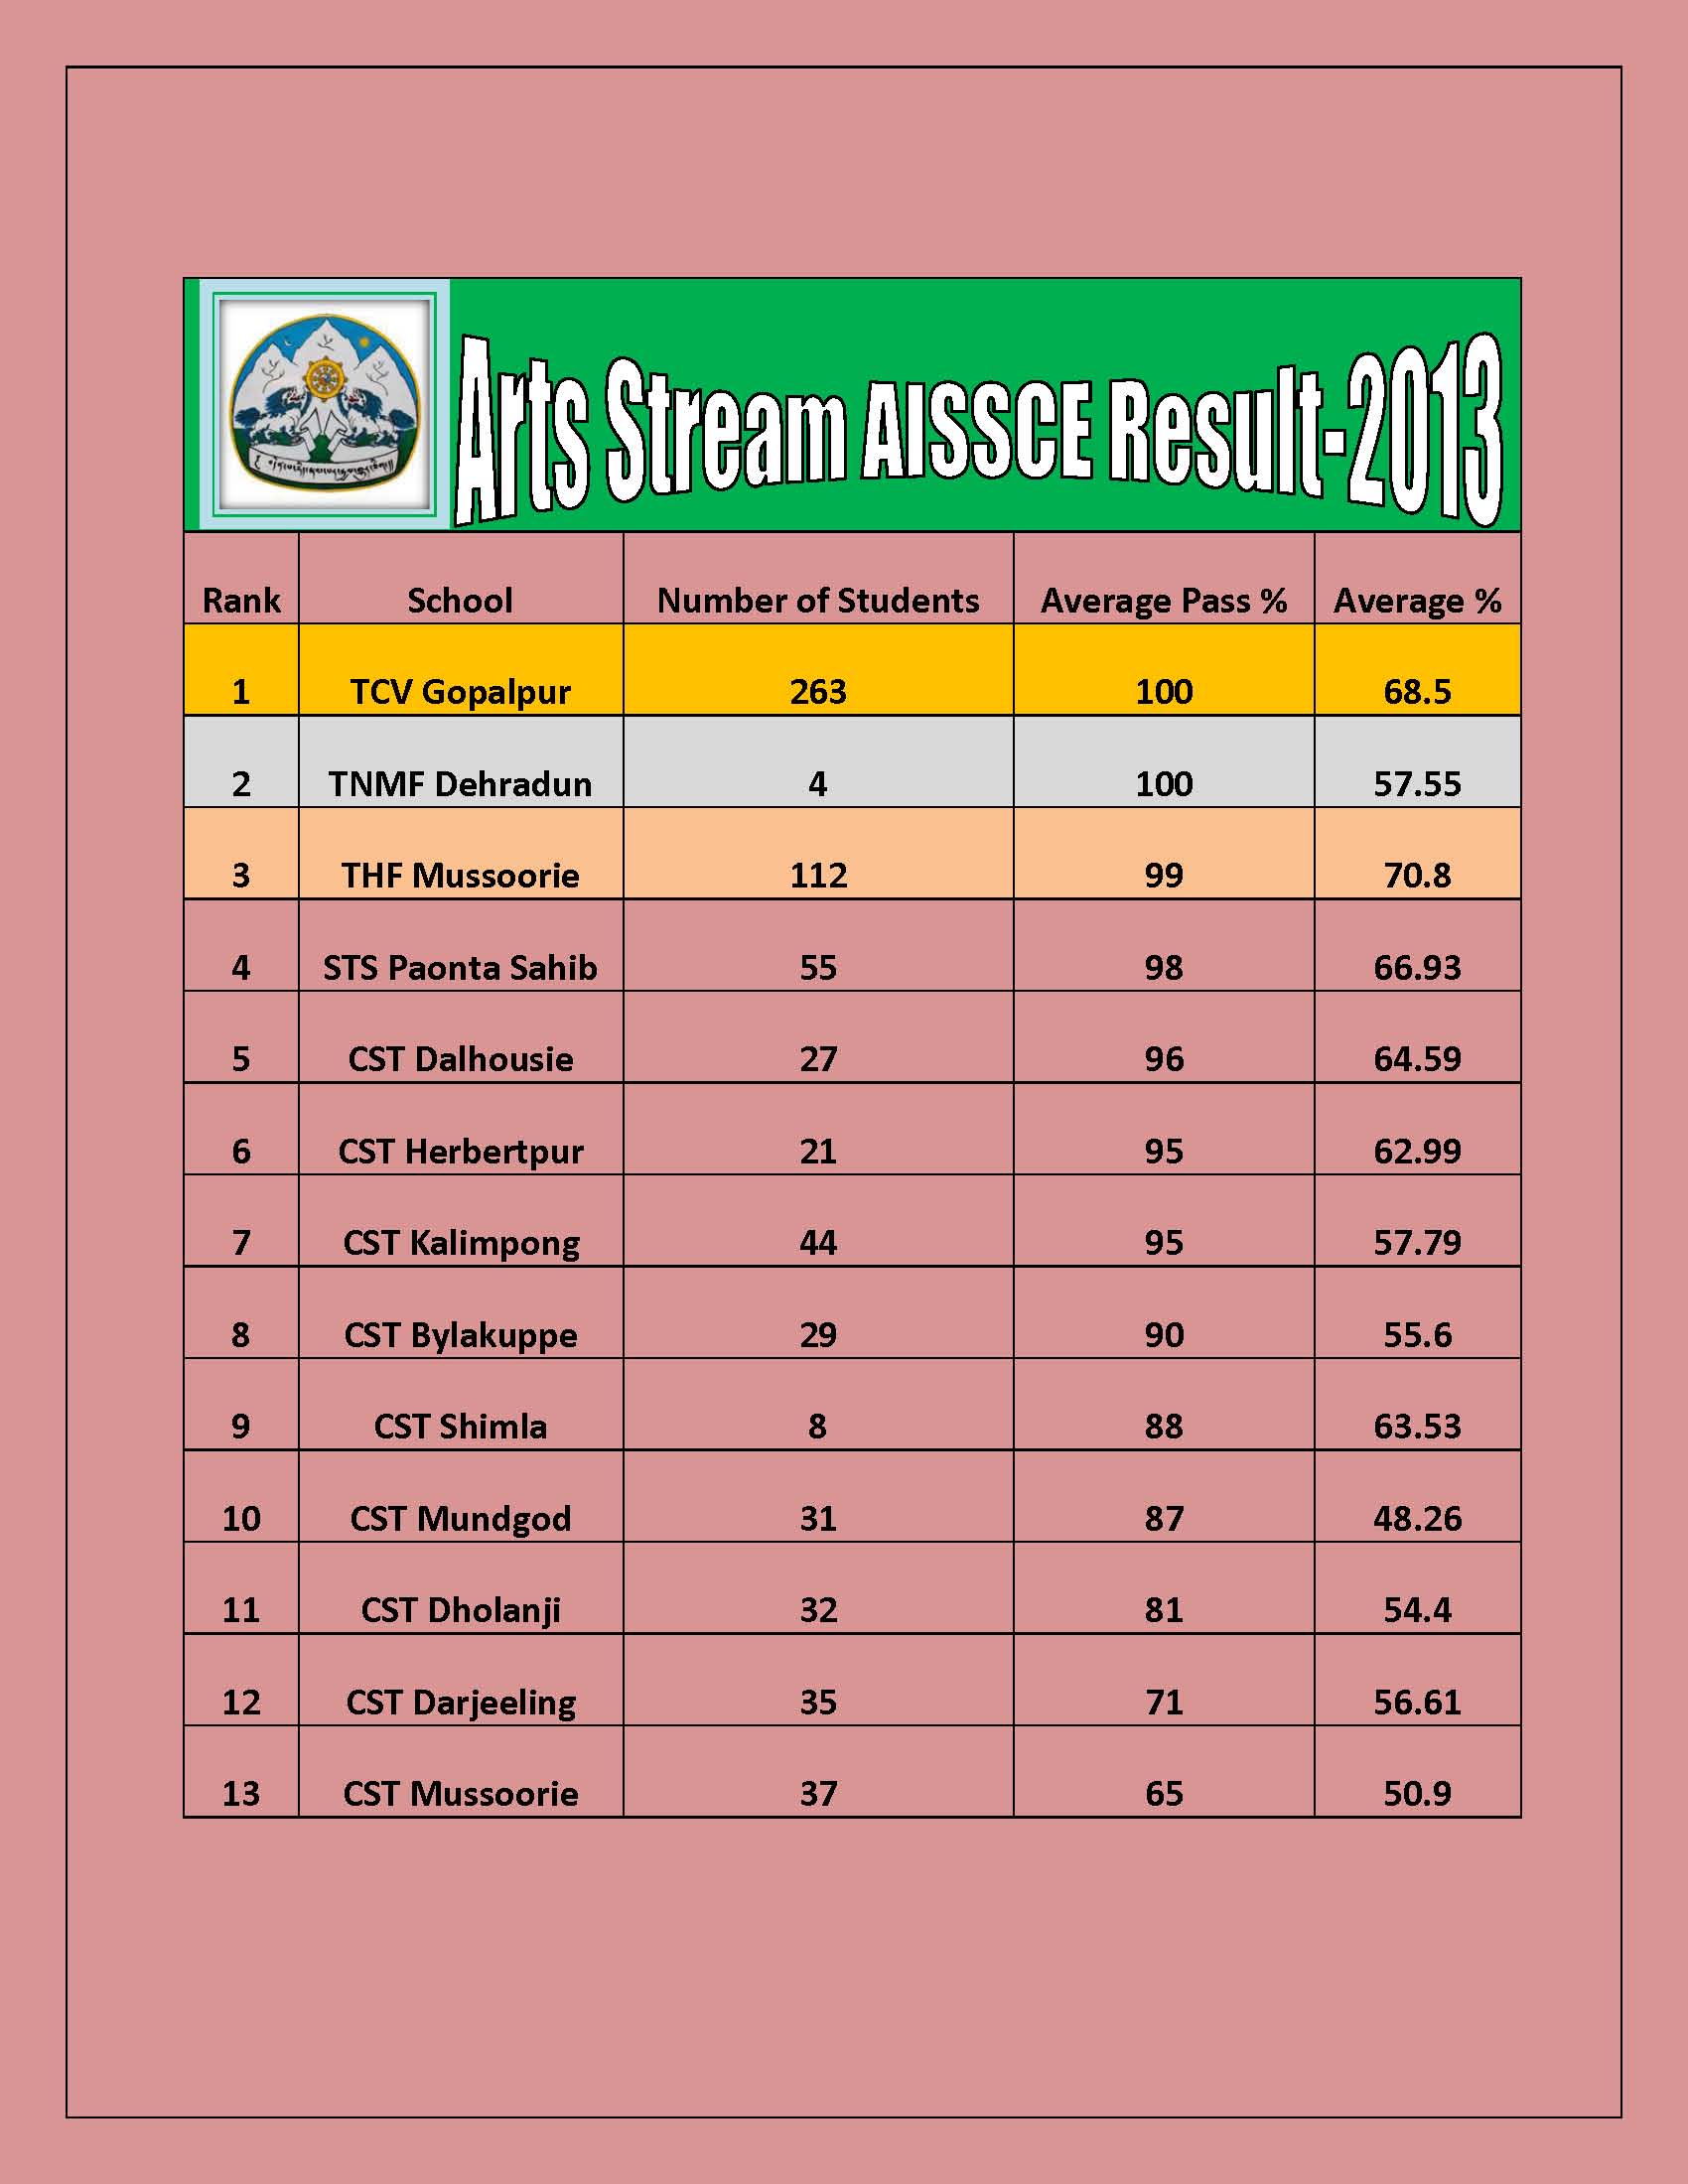 Arts Stream AISSCE Result-2013
Rank School Number of Students Average Pass % Average %
1 TCV Gopalpur 263 100 68.5
2 TNMF Dehradun 4 100 57.55
3 THF Mussoorie 112 99 70.8
4 STS Paonta Sahib 55 98 66.93
5 CST Dalhousie 27 96 64.59
6 CST Herbertpur 21 95 62.99
7 CST Kalimpong 44 95 57.79
8 CST Bylakuppe 29 90 55.6
9 CST Shimla 8 88 63.53
10 CST Mundgod 31 87 48.26
11 CST Dholanji 32 81 54.4
12 CST Darjeeling 35 71 56.61
13 CST Mussoorie 37 65 50.9